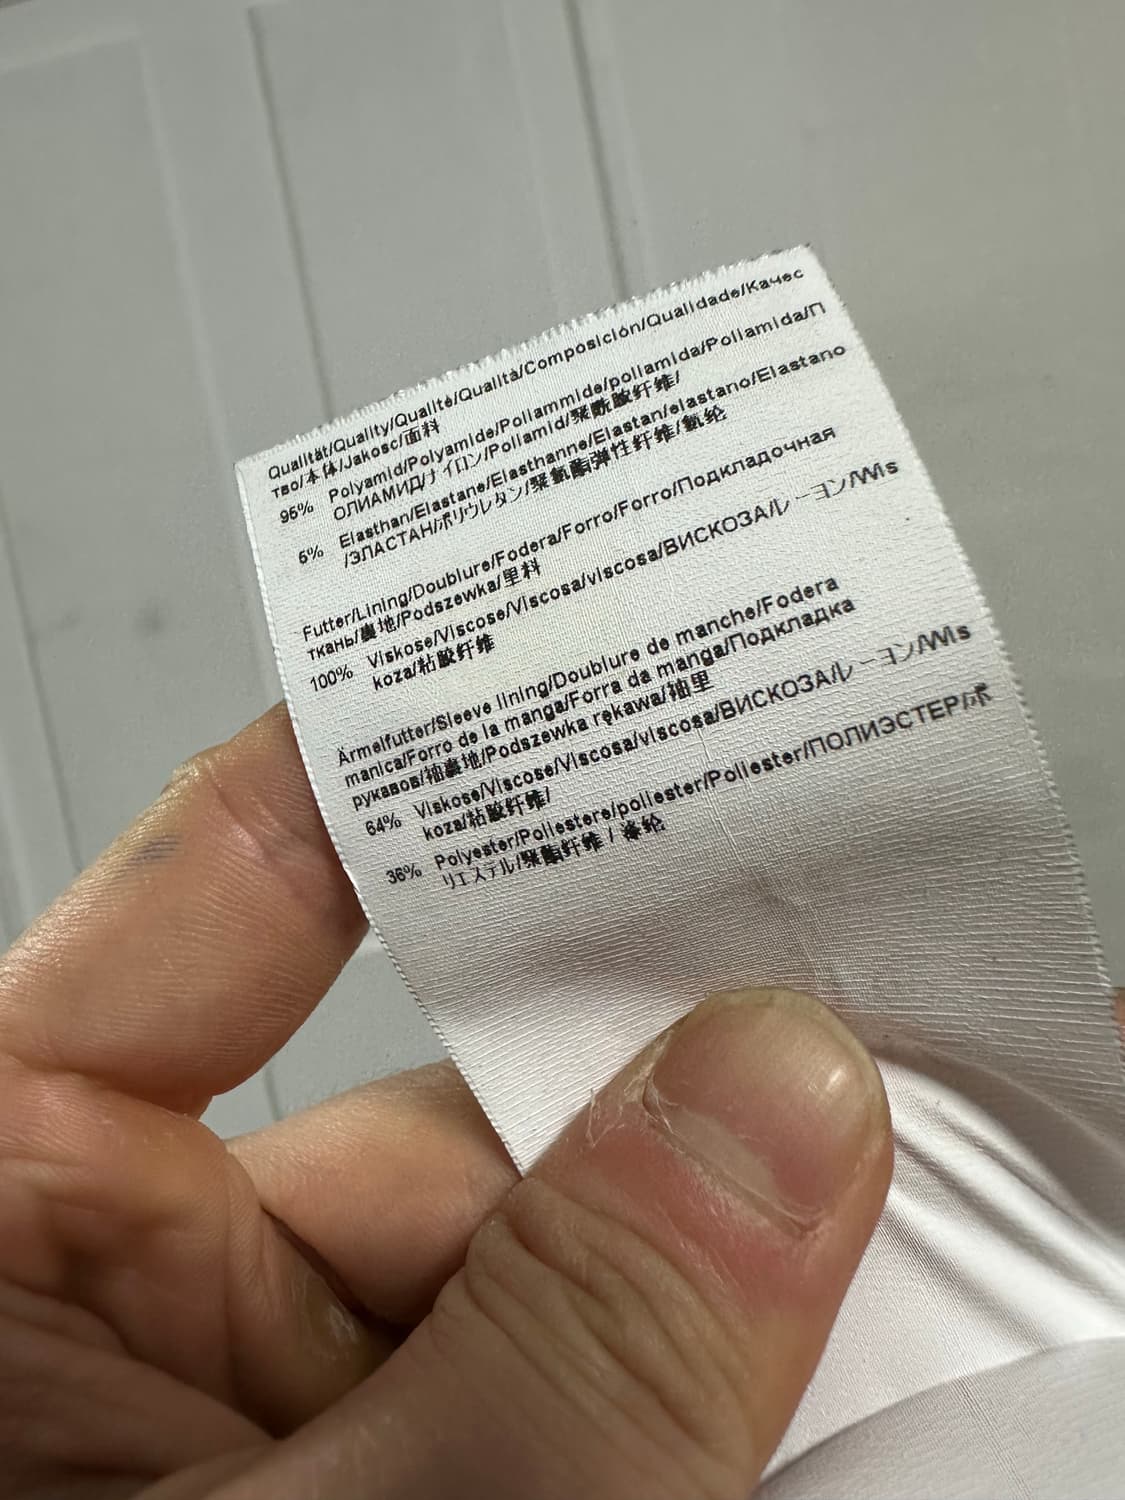 Qualität/Quality/Qualité/Qualità/Composición/Qualidade/Качес
тво/本体/Jakosc/面料
95% Polyamid/Polyamide/Poliammide/poliamida/Poliamida/П
ОЛИАМИД/ナイロン/Poliamid/聚酰胺纤维/
5% Elasthan/Elastane/Elasthanne/Elastan/elastano/Elastano
/ЭЛАСТАН/ポリウレタン/聚氨酯弹性纤维/氨纶
Futter/Lining/Doublure/Fodera/Forro/Forro/Подкладочная
ткань/裏地/Podszewka/里料
100% Viskose/Viscose/Viscosa/viscosa/ВИСКОЗА/レーヨン/Wis
koza/粘胶纤维
Ärmelfutter/Sleeve lining/Doublure de manche/Fodera
manica/Forro de la manga/Forra da manga/Подкладка
рукавов/袖裏地/Podszewka rękawa/袖里
64% Viskose/Viscose/Viscosa/viscosa/ВИСКОЗА/レーヨン/Wis
koza/粘胶纤维/
36% Polyester/Poliestere/poliester/Poliester/ПОЛИЭСТЕР/ポ
リエステル/聚酯纤维 / 涤纶